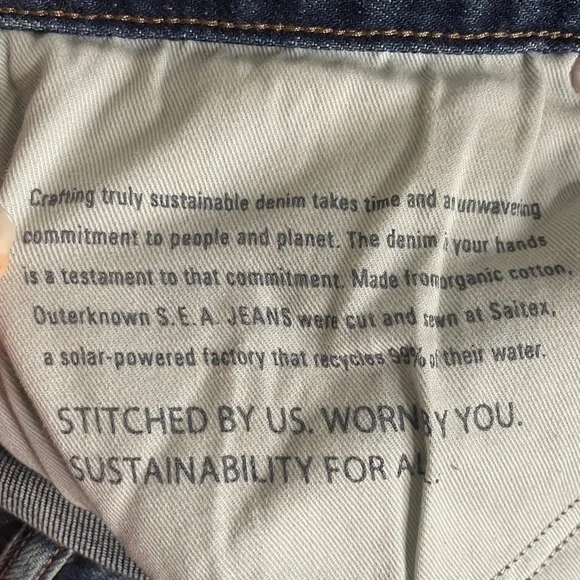 Crafting truly sustainable denim takes time and an unwavering
commitment to people and planet. The denim i your hands
is a testament to that commitment. Made from organic cotton,
Outerknown S.E.A. JEANS were cut and sewn at Saitex,
a solar-powered factory that recycles 98% of their water.
STITCHED BY US. WORN BY YOU.
SUSTAINABILITY FOR ALL.